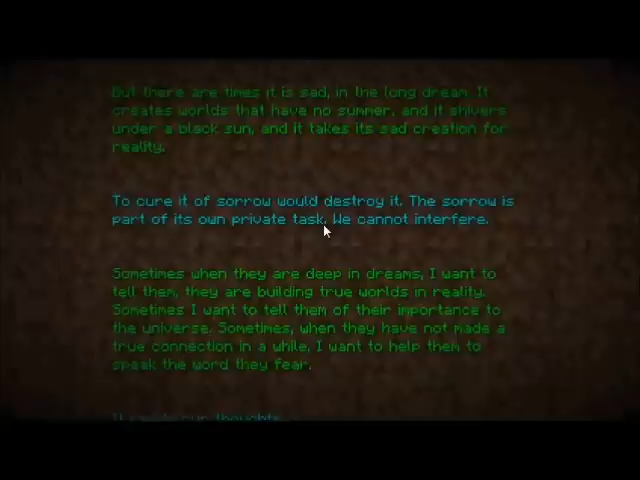 But there are times it is sad, in the long dream. It
creates worlds that have no summer, and it shivers
under a black sun, and it takes its sad creation for
reality.
To cure it of sorrow would destroy it. The sorrow is
part of its own private task. We cannot interfere.
Sometimes when they are deep in dreams, I want to
tell them, they are building true worlds in reality.
Sometimes I want to tell them of their importance to
the universe. Sometimes, when they have not made a
true connection in a while, I want to help them to
speak the word they fear.
It reads our thoughts.